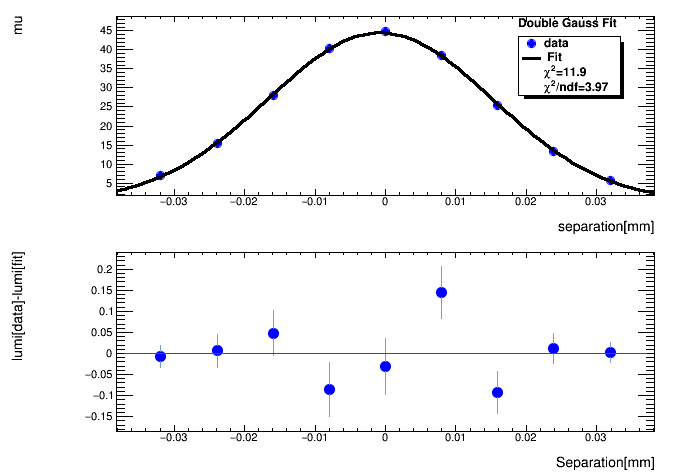 mu
Double Gauss Fit
data
Fit
χ²=11.9
χ²/ndf=3.97
45
40
35
30
25
20
15
10
5
−0.03 −0.02 −0.01 0 0.01 0.02 0.03
separation[mm]
lumi[data]-lumi[fit]
0.2
0.15
0.1
0.05
0
−0.05
−0.1
−0.15
−0.03 −0.02 −0.01 0 0.01 0.02 0.03
Separation[mm]